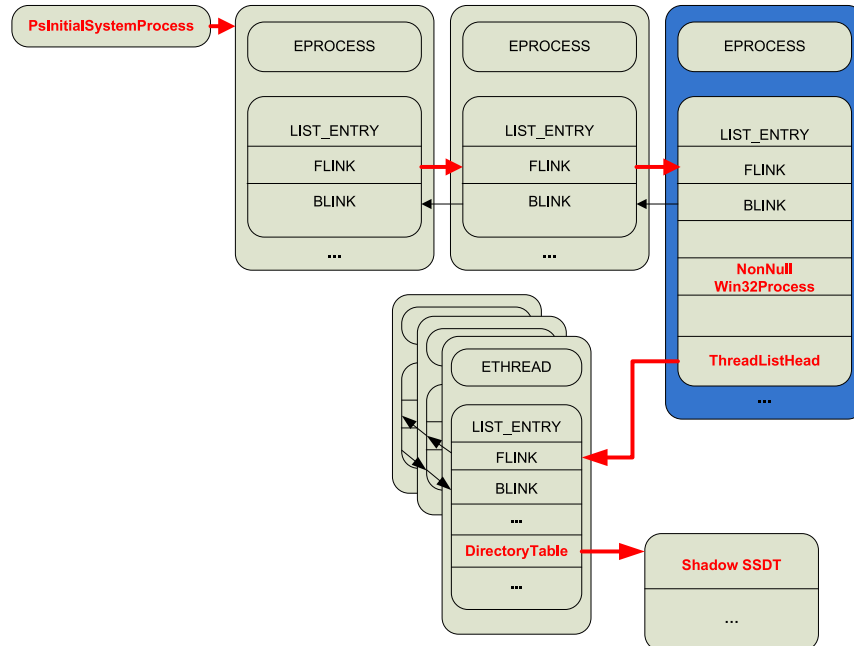 PsInitialSystemProcess
EPROCESS
LIST_ENTRY
FLINK
BLINK
...
EPROCESS
LIST_ENTRY
FLINK
BLINK
...
EPROCESS
LIST_ENTRY
FLINK
BLINK
NonNull
Win32Process
ThreadListHead
...
ETHREAD
LIST_ENTRY
FLINK
BLINK
...
DirectoryTable
...
Shadow SSDT
...